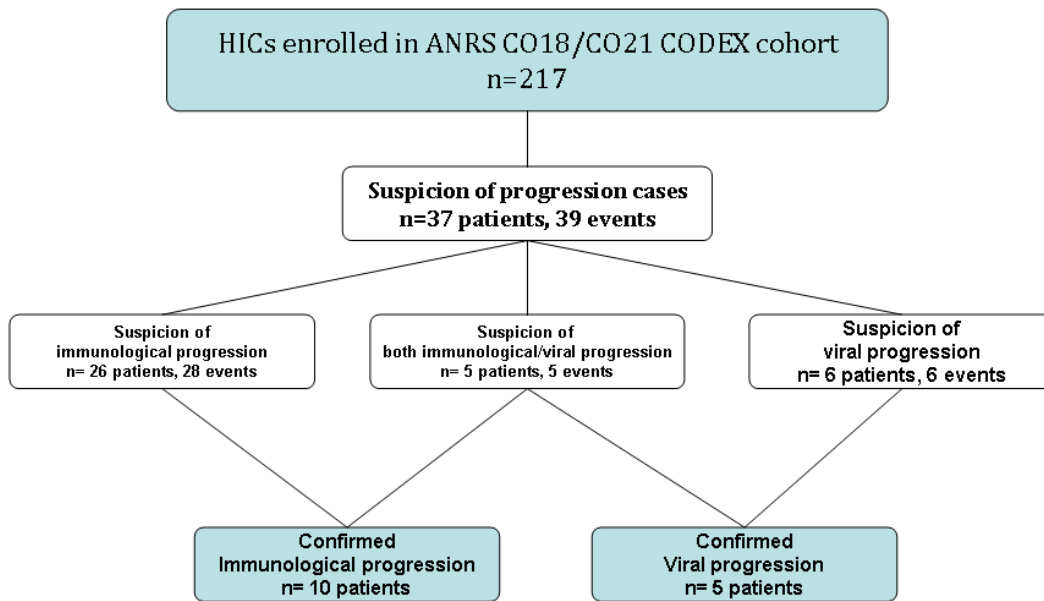 HICs enrolled in ANRS CO18/CO21 CODEX cohort
n=217
Suspicion of progression cases
n=37 patients, 39 events
Suspicion of
immunological progression
n= 26 patients, 28 events
Suspicion of
both immunological/viral progression
n= 5 patients, 5 events
Suspicion of
viral progression
n= 6 patients, 6 events
Confirmed
Immunological progression
n= 10 patients
Confirmed
Viral progression
n= 5 patients